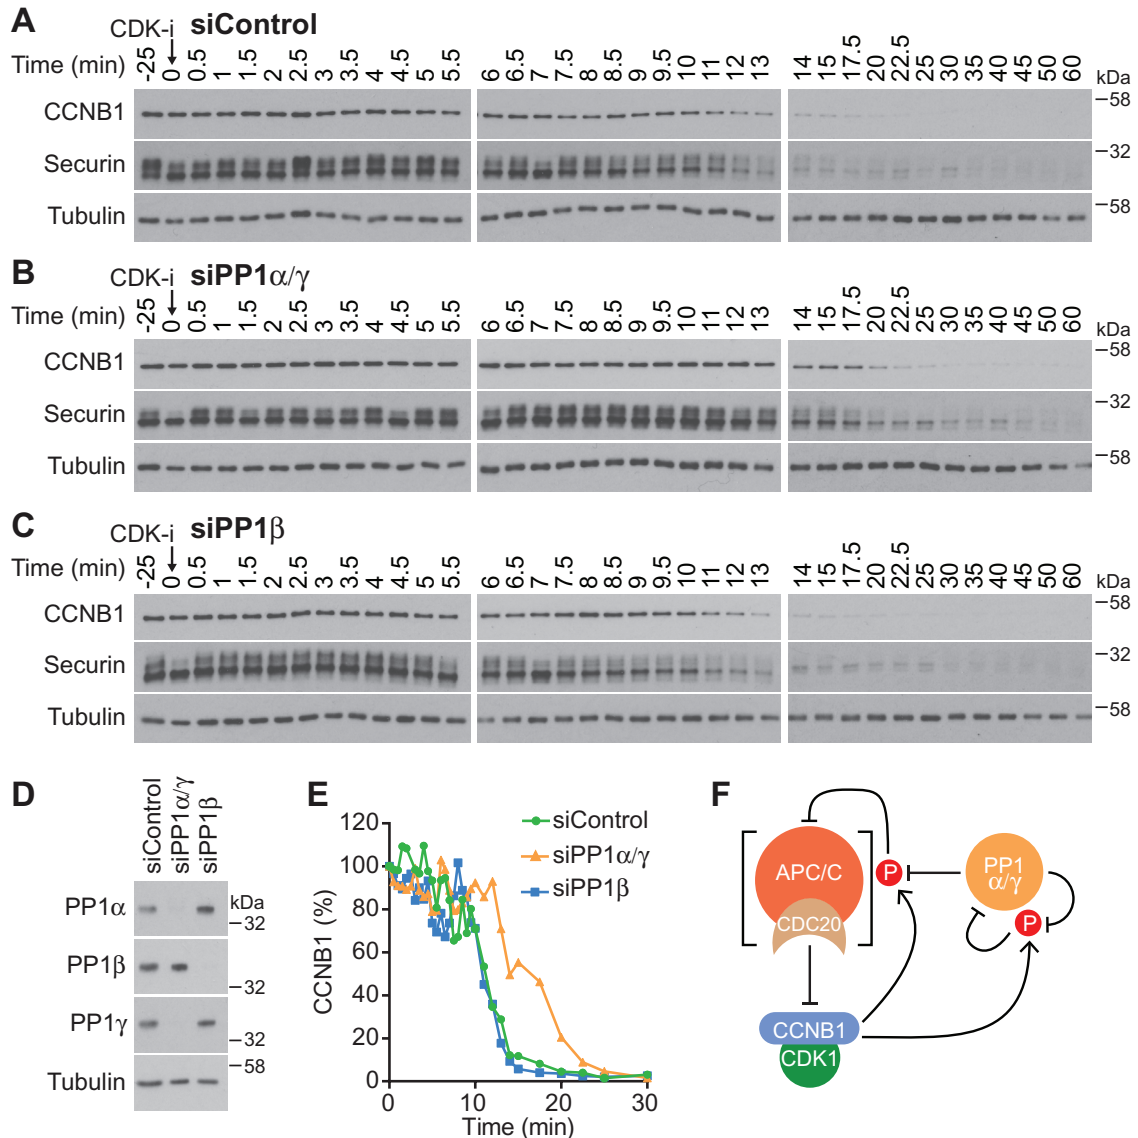 A
CDK-i siControl
Time (min) -25 0 0.5 1 1.5 2 2.5 3 3.5 4 4.5 5 5.5 6 6.5 7 7.5 8 8.5 9 9.5 10 11 12 13 14 15 17.5 20 22.5 25 30 35 40 45 50 60 kDa
CCNB1 58
Securin 32
Tubulin 58
B
CDK-i siPP1α/γ
Time (min) -25 0 0.5 1 1.5 2 2.5 3 3.5 4 4.5 5 5.5 6 6.5 7 7.5 8 8.5 9 9.5 10 11 12 13 14 15 17.5 20 22.5 25 30 35 40 45 50 60 kDa
CCNB1 58
Securin 32
Tubulin 58
C
CDK-i siPP1β
Time (min) -25 0 0.5 1 1.5 2 2.5 3 3.5 4 4.5 5 5.5 6 6.5 7 7.5 8 8.5 9 9.5 10 11 12 13 14 15 17.5 20 22.5 25 30 35 40 45 50 60 kDa
CCNB1 58
Securin 32
Tubulin 58
D
siControl siPP1α/γ siPP1β
kDa
PP1α 32
PP1β 32
PP1γ 32
58
Tubulin
E
siControl
siPP1α/γ
siPP1β
CCNB1 (%)
120
100
80
60
40
20
0
0 10 20 30
Time (min)
F
APC/C
CDC20
P
PP1
α/γ
P
CCNB1
CDK1